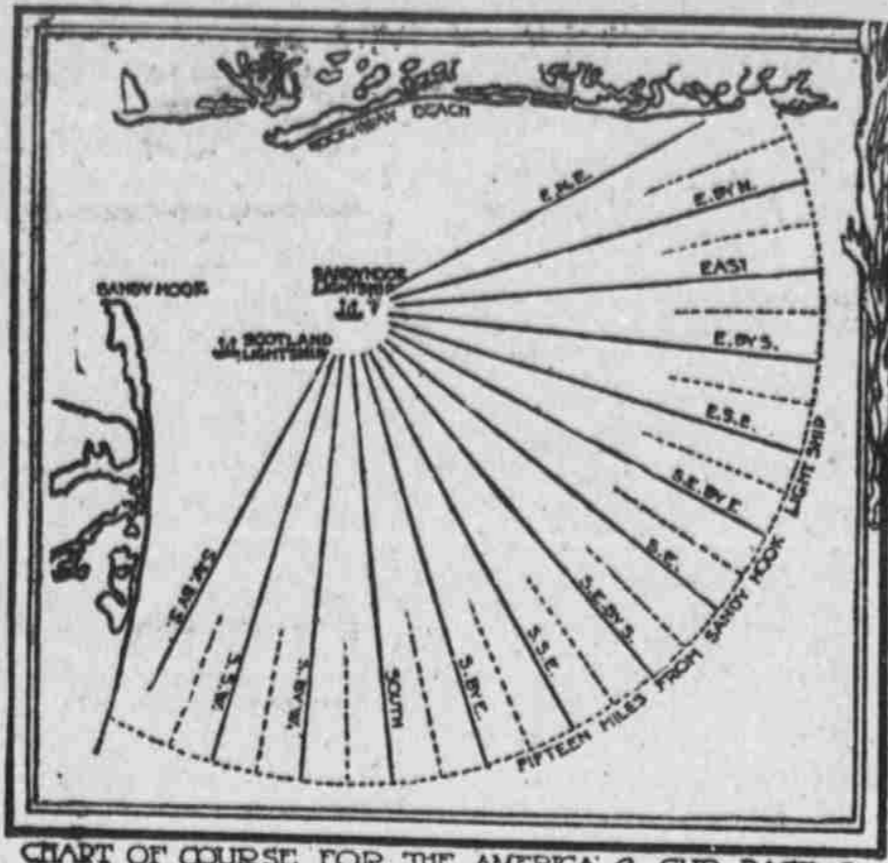 ROCKAWAY BEACH
E.N.E.
E. BY N.
EAST
SANDY HOOK
LIGHTSHIP
SANDY HOOK
SCOTLAND
LIGHTSHIP
E. BY S.
E.S.E.
S.E. BY E.
S.E.
S.E. BY S.
S.S.E.
S. BY E.
SOUTH
S. BY W.
S.S.W.
S.W. BY S.
FIFTEEN MILES FROM SANDY HOOK LIGHT SHIP
CHART OF COURSE FOR THE AMERICA'S CUP